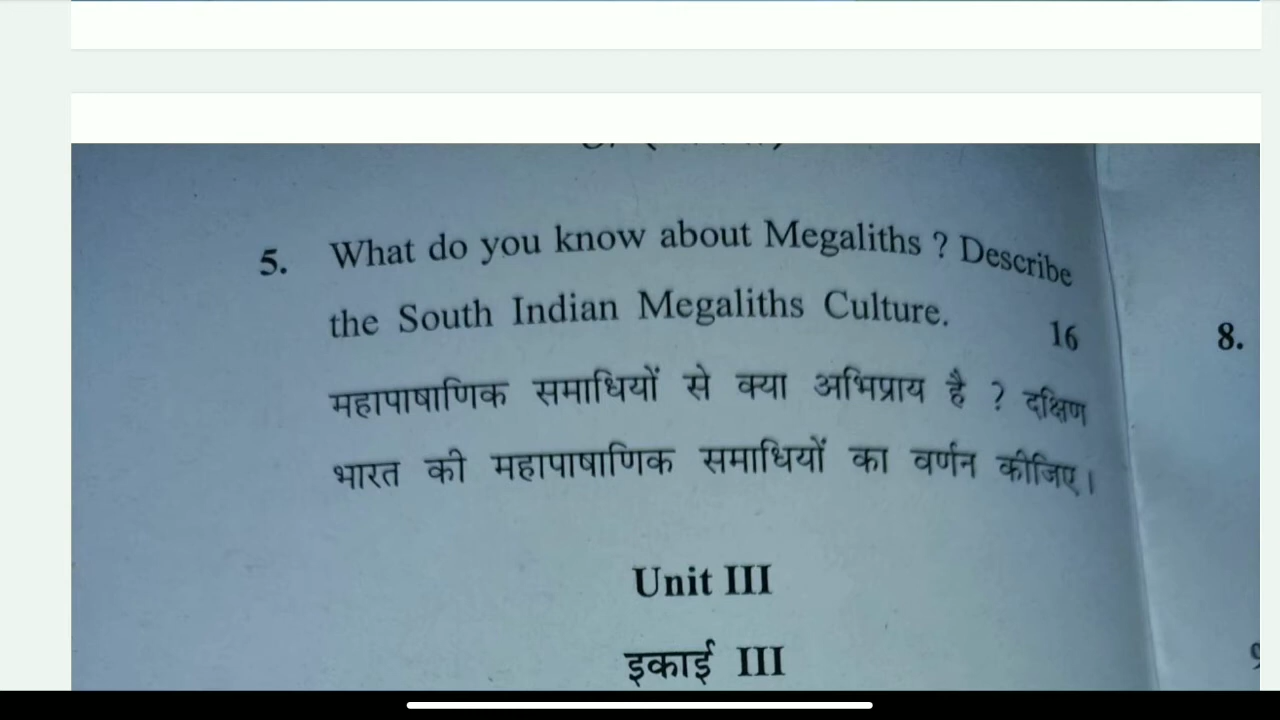 5. What do you know about Megaliths ? Describe
the South Indian Megaliths Culture. 16
महापाषाणिक समाधियों से क्या अभिप्राय है ? दक्षिण
भारत की महापाषाणिक समाधियों का वर्णन कीजिए।
Unit III
इकाई III
8.